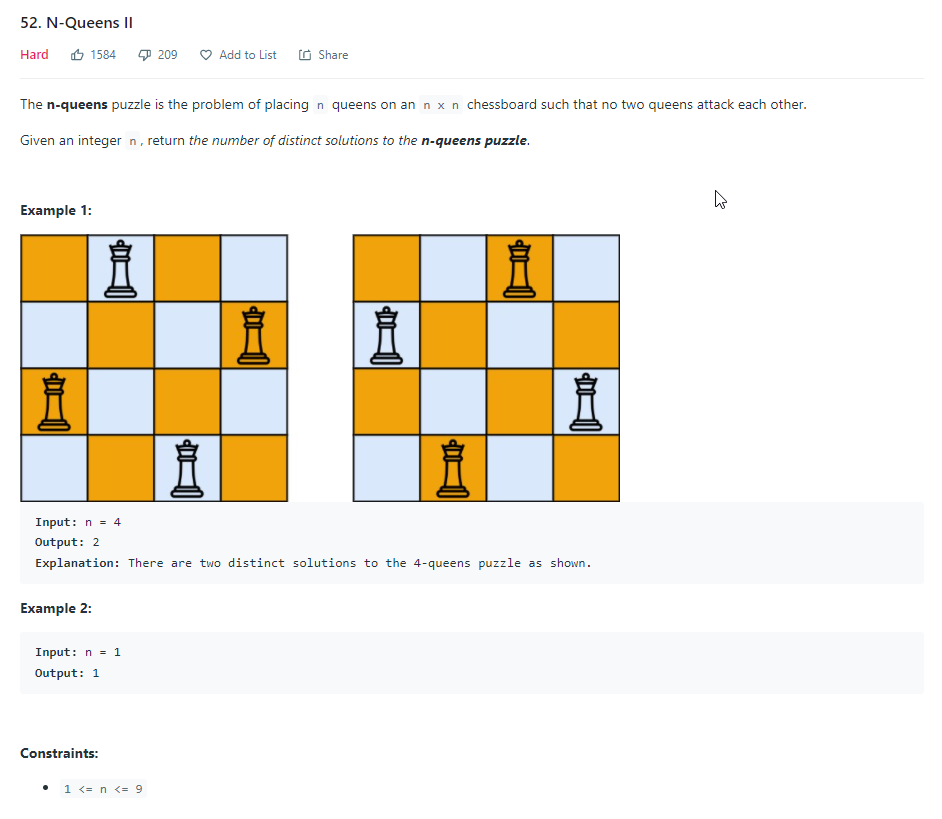 52. N-Queens II
Hard 1584 209 Add to List Share
The n-queens puzzle is the problem of placing n queens on an n x n chessboard such that no two queens attack each other.
Given an integer n, return the number of distinct solutions to the n-queens puzzle.
Example 1:
Input: n = 4
Output: 2
Explanation: There are two distinct solutions to the 4-queens puzzle as shown.
Example 2:
Input: n = 1
Output: 1
Constraints:
1 <= n <= 9